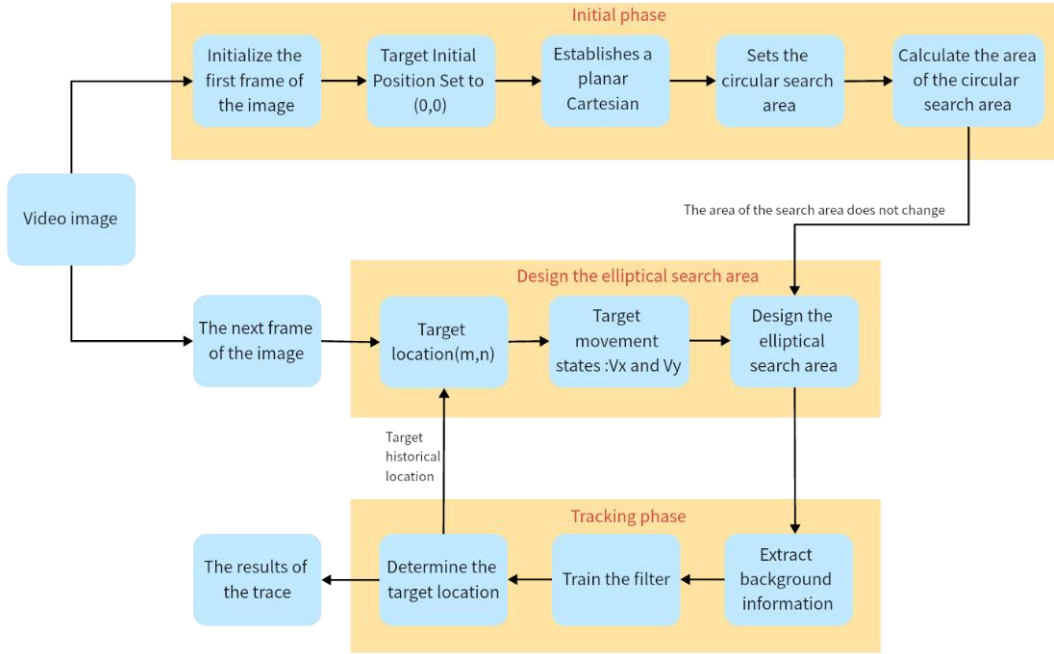 Initial phase
Initialize the
the first frame of
the image
Target Initial
Position Set to
(0,0)
Establishes a
planar
Cartesian
Sets the
circular search
area
Calculate the area
of the circular
search area
Video image
The area of the search area does not change
Design the elliptical search area
The next frame
of the image
Target
location(m,n)
Target
movement
states :Vx and Vy
Design the
elliptical
search area
Target
historical
location
Tracking phase
The results of
the trace
Determine the
target location
Train the filter
Extract
background
information